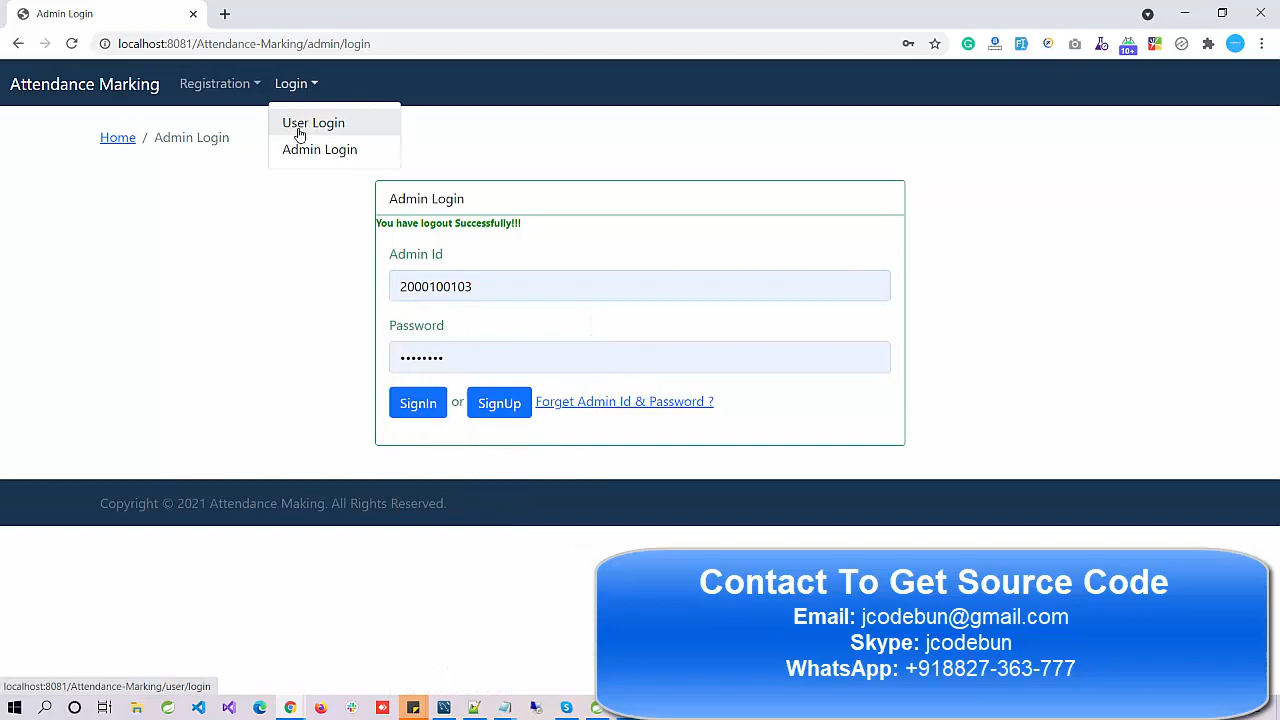 Admin Login
localhost:8081/Attendance-Marking/admin/login
10+
Attendance Marking Registration Login
User Login
Admin Login
Home / Admin Login
Admin Login
You have logout Successfully!!!
Admin Id
2000100103
Password
••••••••
SignIn or SignUp Forget Admin Id & Password ?
Copyright © 2021 Attendance Making. All Rights Reserved.
Contact To Get Source Code
Email: jcodebun@gmail.com
Skype: jcodebun
WhatsApp: +918827-363-777
localhost:8081/Attendance-Marking/user/login